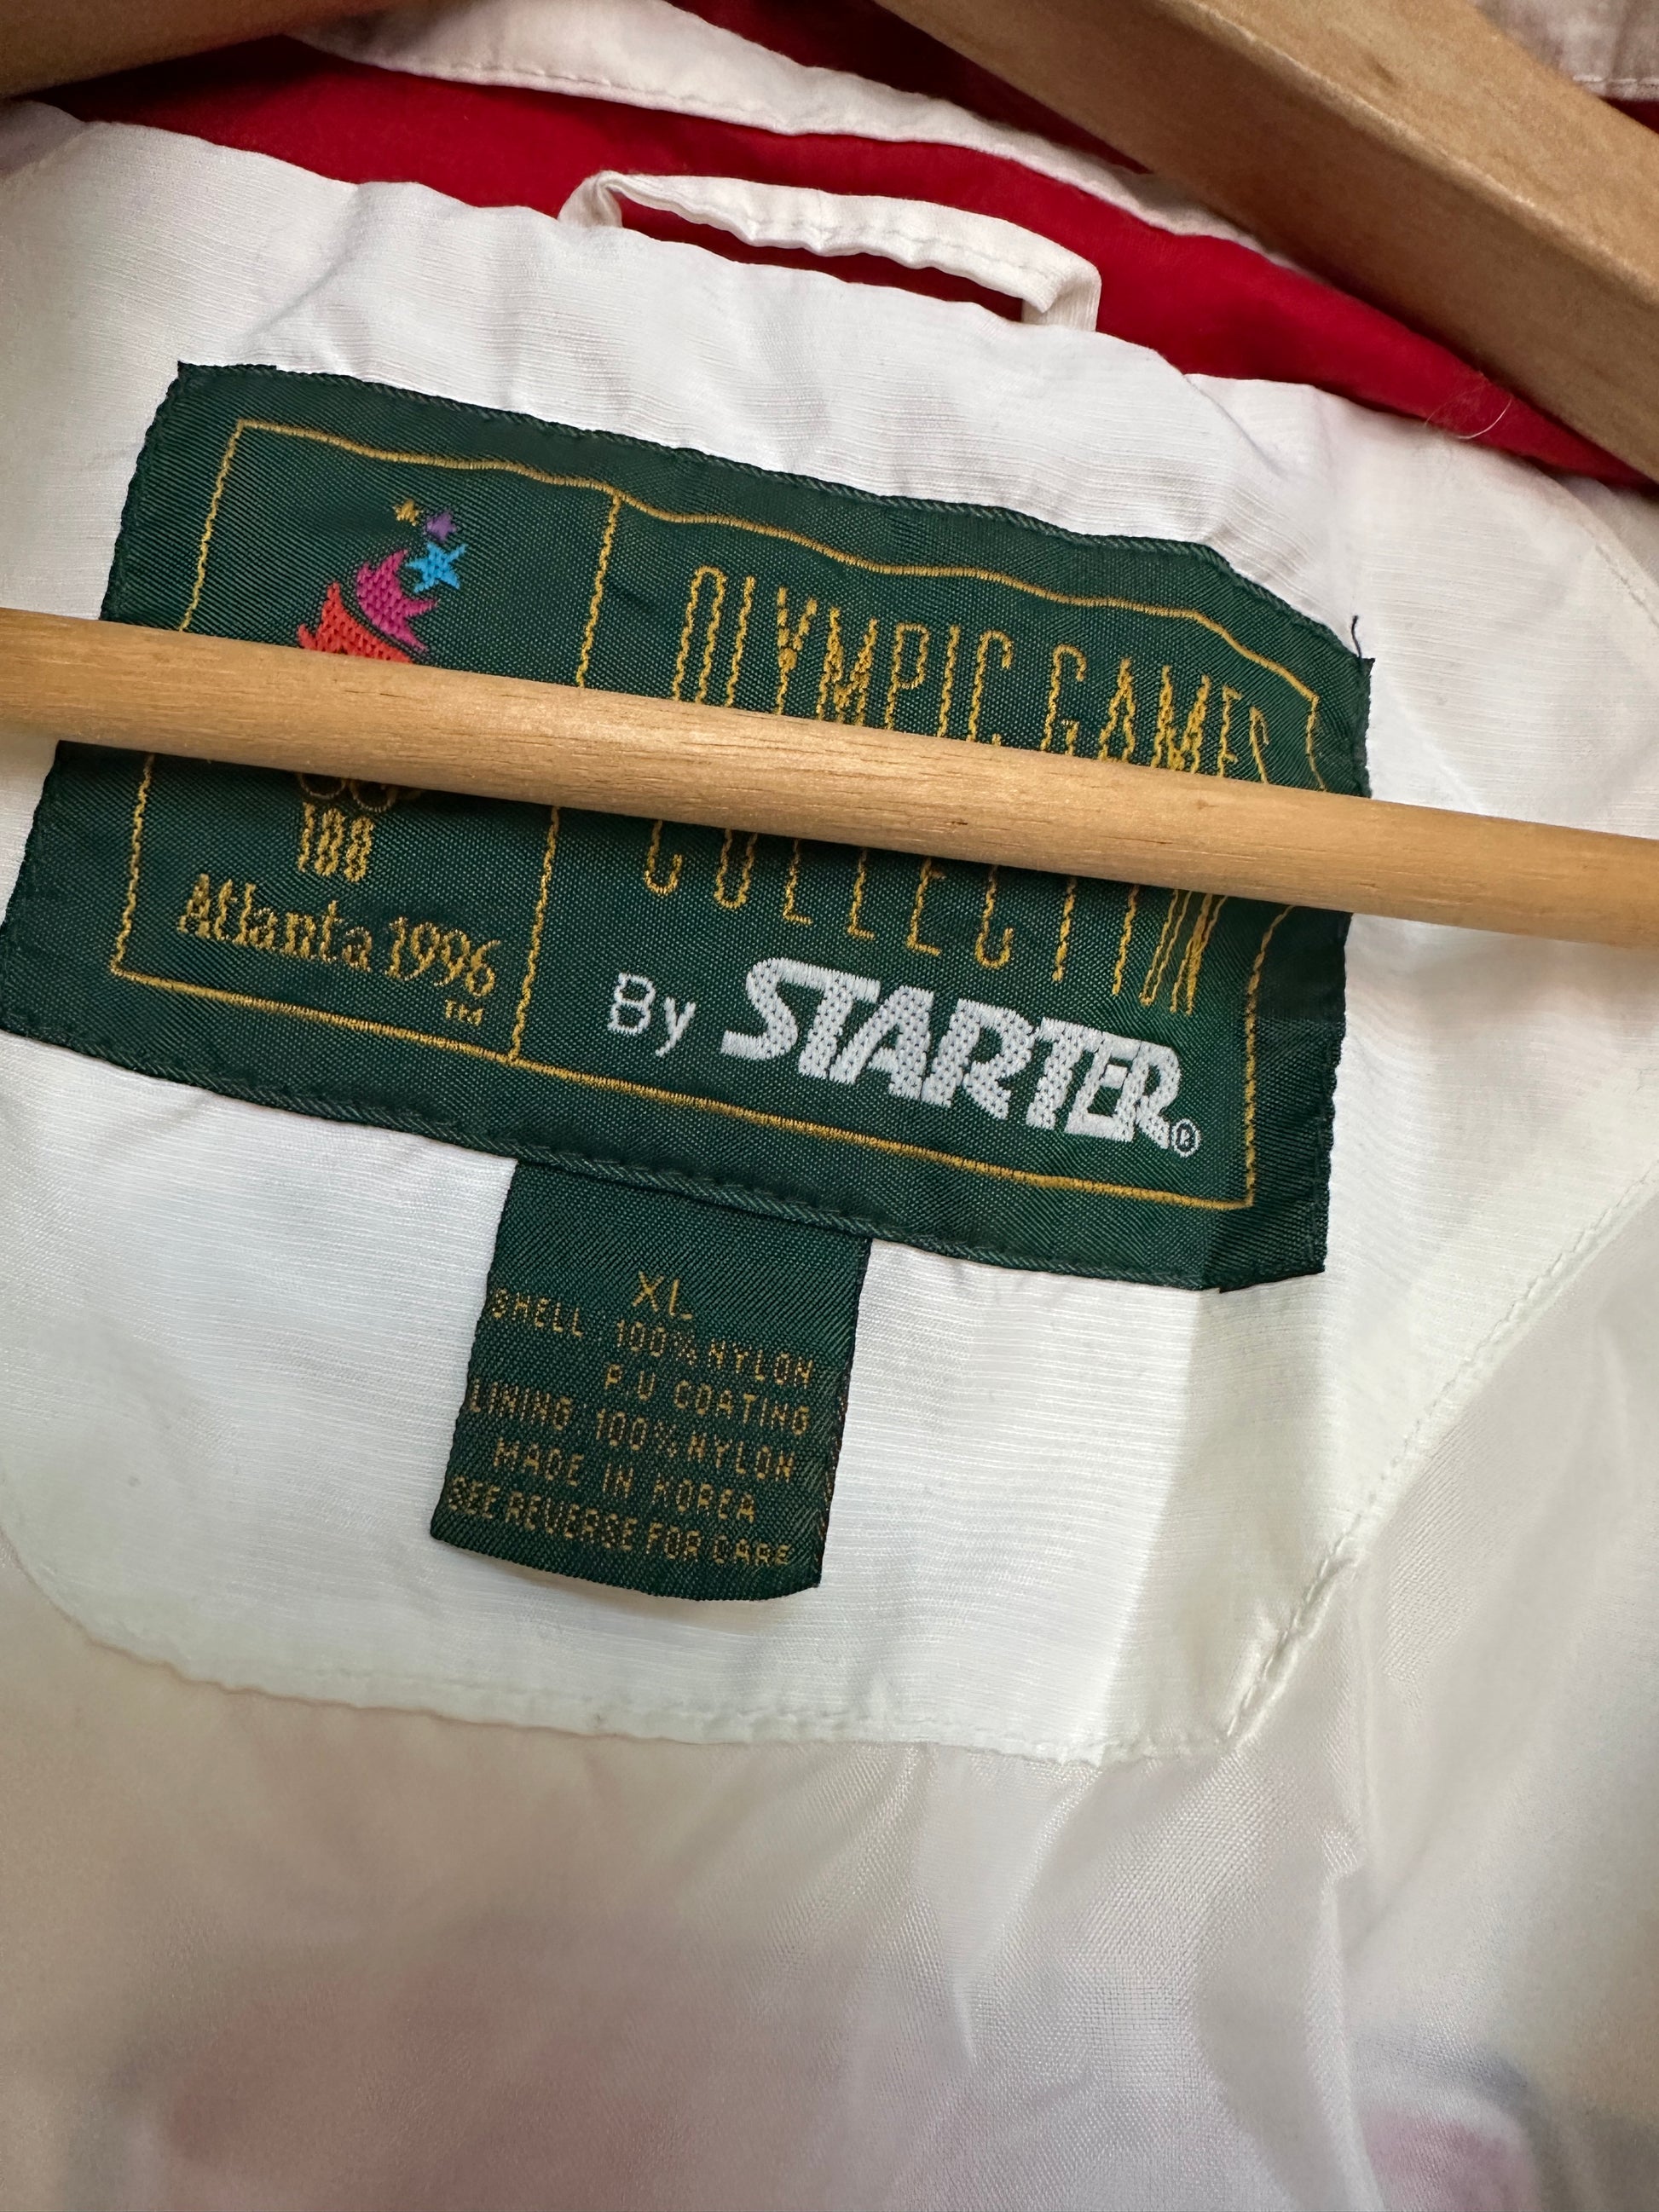 188
Atlanta 1996
TM
OLYMPIC GAMES
COLLECTION
By STARTER®
XL
SHELL: 100% NYLON
P.U COATING
LINING: 100% NYLON
MADE IN KOREA
SEE REVERSE FOR CARE